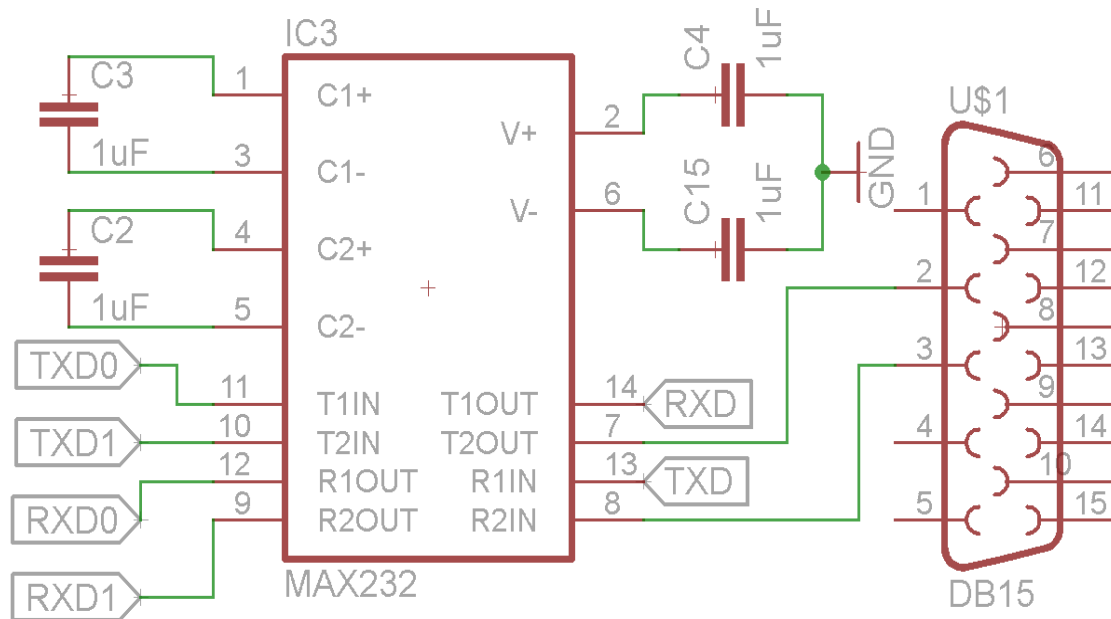 IC3
C3
1uF
C2
1uF
1
3
4
5
11
10
12
9
C1+
C1-
C2+
C2-
T1IN
T2IN
R1OUT
R2OUT
V+
V-
T1OUT
T2OUT
R1IN
R2IN
MAX232
TXD0
TXD1
RXD0
RXD1
2
6
14
7
13
8
C4
1uF
C15
1uF
GND
RXD
TXD
U$1
1
2
3
4
5
6
11
7
12
8
13
9
14
10
15
DB15